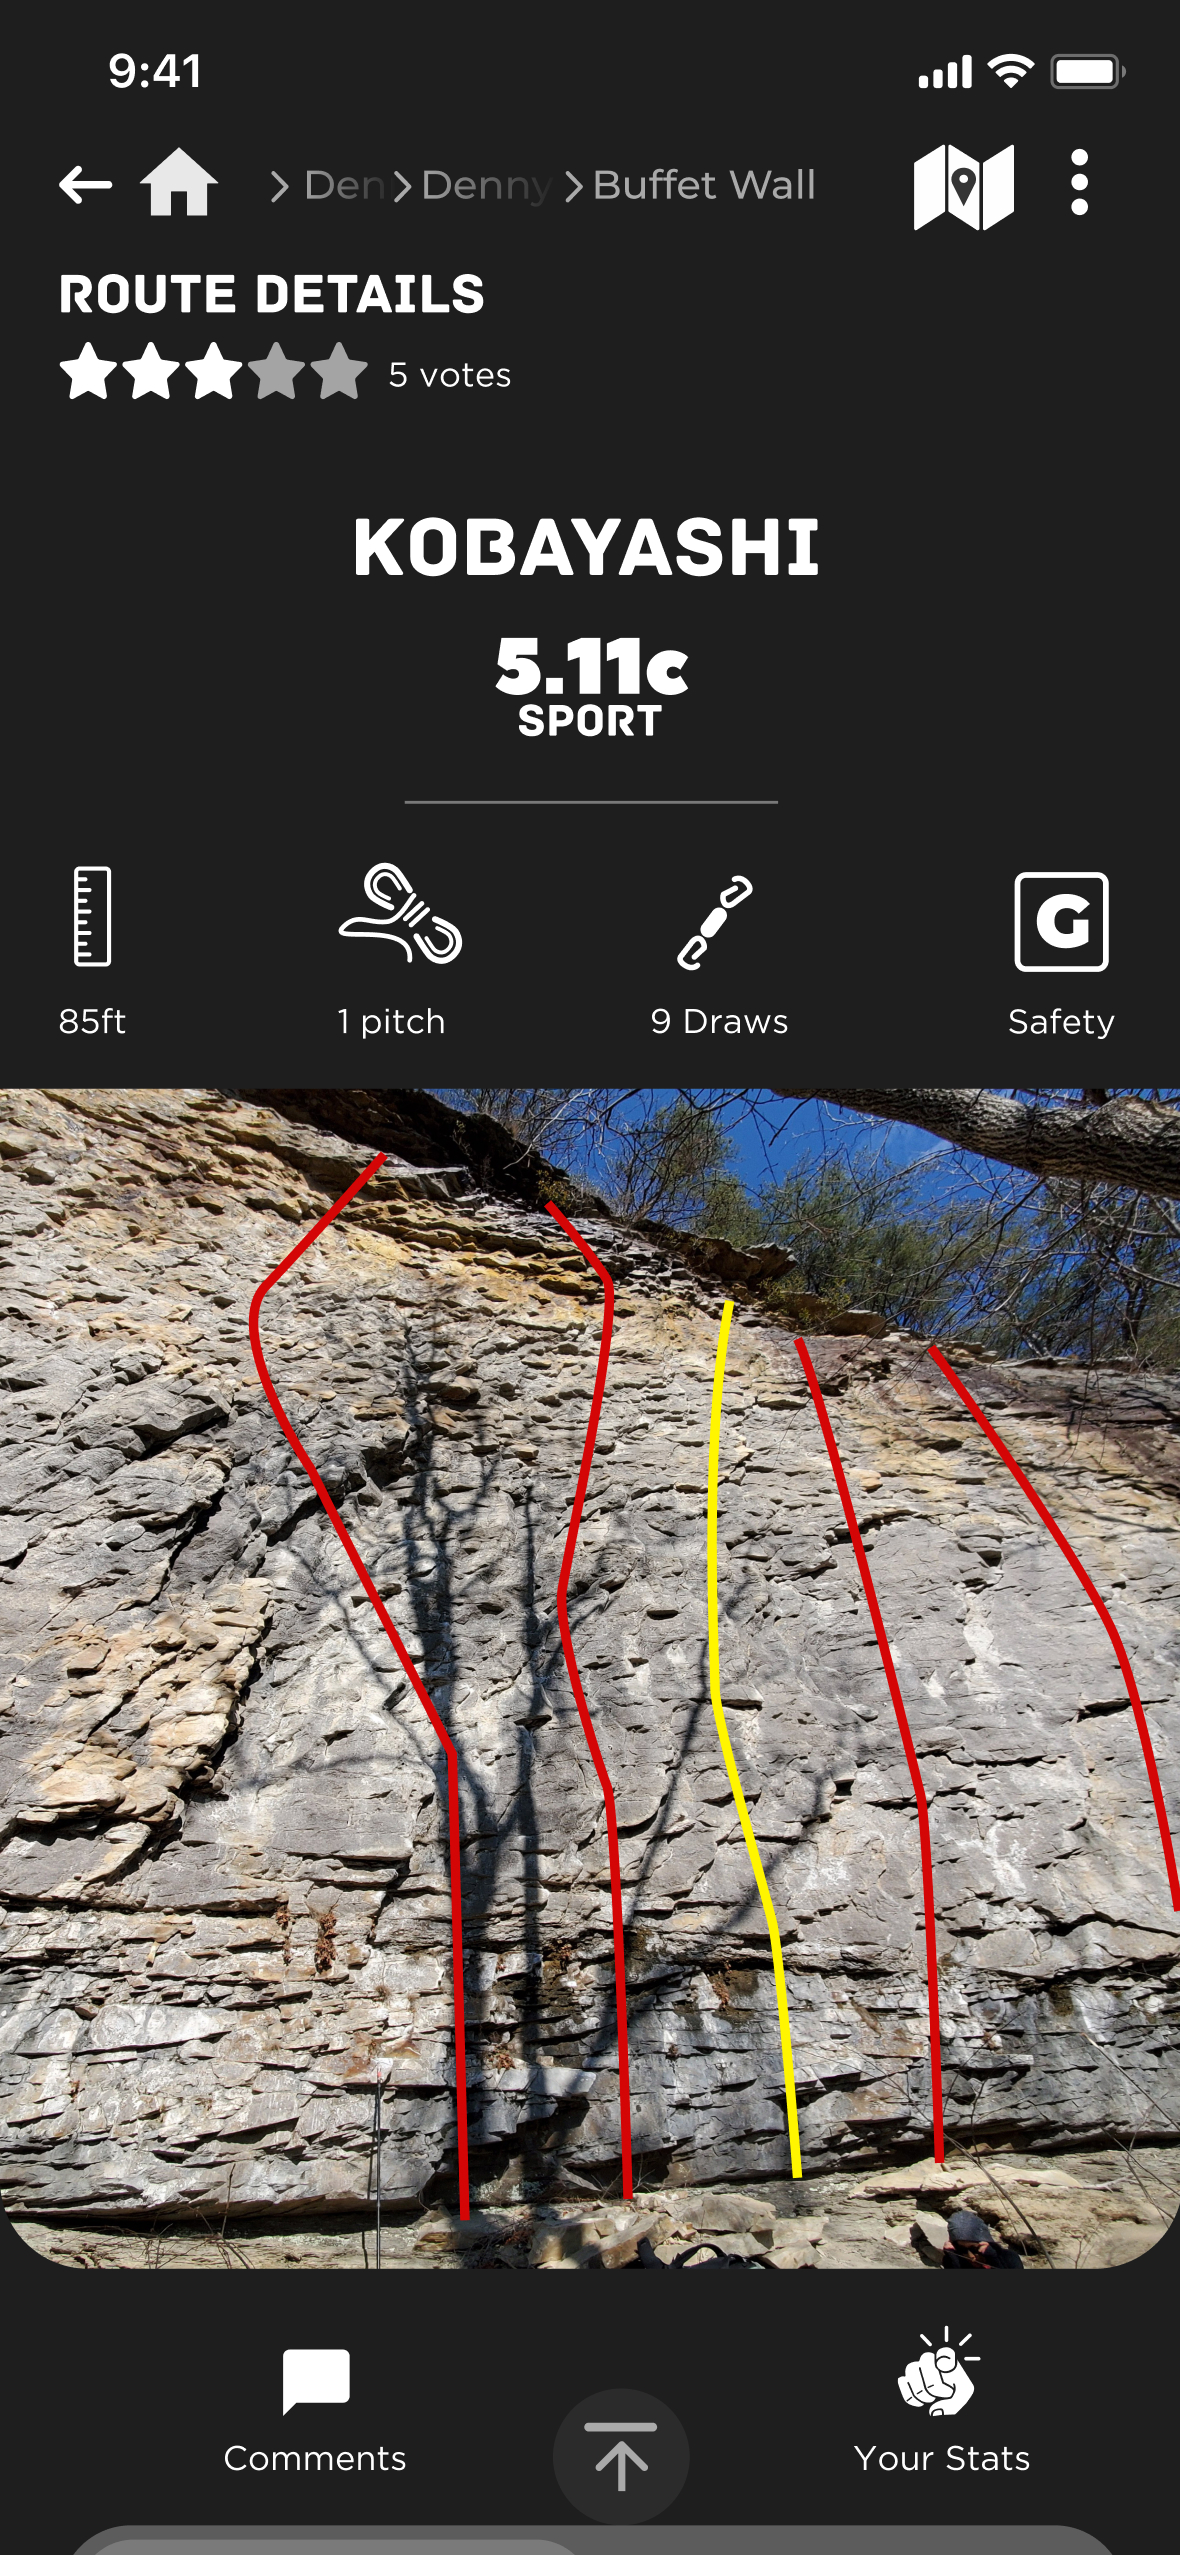 9:41
Den Denny Buffet Wall
ROUTE DETAILS
5 votes
KOBAYASHI
5.11c
SPORT
G
85ft 1 pitch 9 Draws Safety
Comments Your Stats